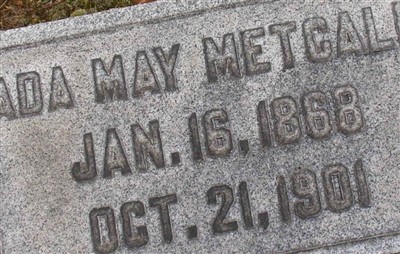 ADA MAY METCALF
JAN. 16, 1868
OCT. 21, 1901